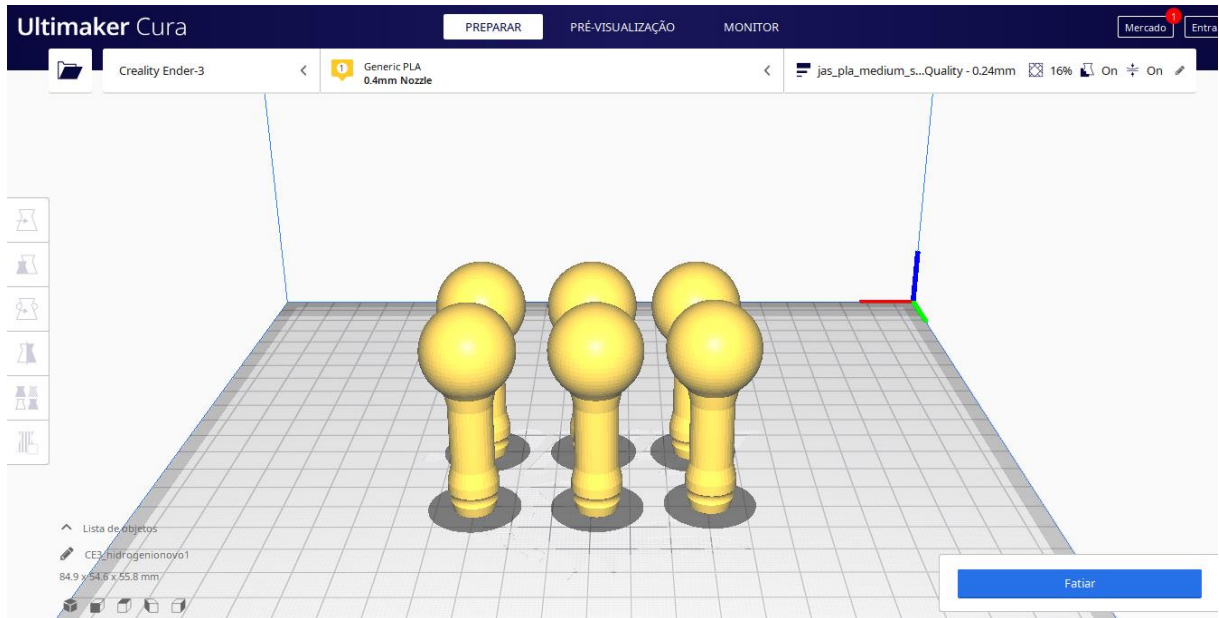 Ultimaker Cura
PREPARAR
PRÉ-VISUALIZAÇÃO
MONITOR
1
Mercado
Entra
Creality Ender-3
1
Generic PLA
0.4mm Nozzle
jas_pla_medium_s...Quality - 0.24mm
16%
On
On
Lista de objetos
CE3_hidrogenionovo1
84.9 x 54.6 x 55.8 mm
Fatiar